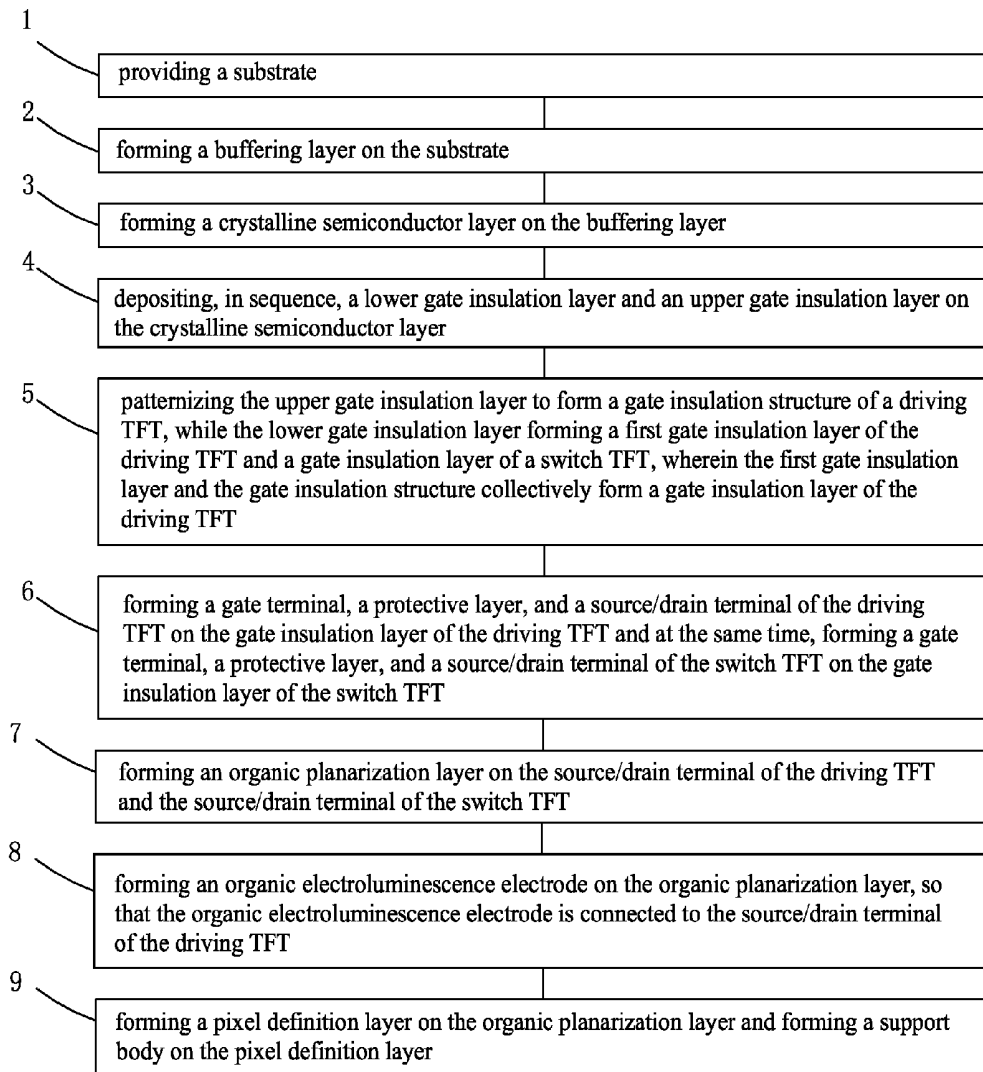 1
providing a substrate
2
forming a buffering layer on the substrate
3
forming a crystalline semiconductor layer on the buffering layer
4
depositing, in sequence, a lower gate insulation layer and an upper gate insulation layer on
the crystalline semiconductor layer
5
patternizing the upper gate insulation layer to form a gate insulation structure of a driving
TFT, while the lower gate insulation layer forming a first gate insulation layer of the
driving TFT and a gate insulation layer of a switch TFT, wherein the first gate insulation
layer and the gate insulation structure collectively form a gate insulation layer of the
driving TFT
6
forming a gate terminal, a protective layer, and a source/drain terminal of the driving
TFT on the gate insulation layer of the driving TFT and at the same time, forming a gate
terminal, a protective layer, and a source/drain terminal of the switch TFT on the gate
insulation layer of the switch TFT
7
forming an organic planarization layer on the source/drain terminal of the driving TFT
and the source/drain terminal of the switch TFT
8
forming an organic electroluminescence electrode on the organic planarization layer, so
that the organic electroluminescence electrode is connected to the source/drain terminal
of the driving TFT
9
forming a pixel definition layer on the organic planarization layer and forming a support
body on the pixel definition layer